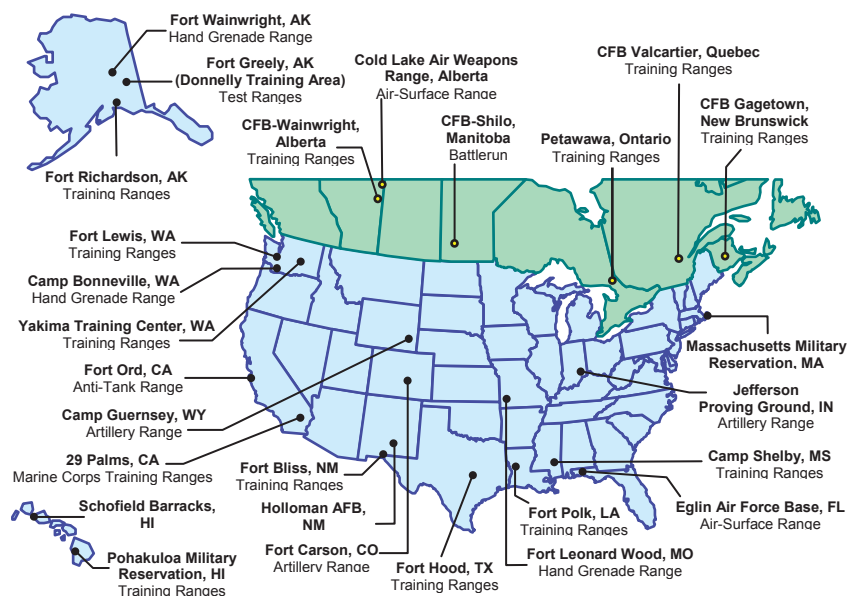 Fort Wainwright, AK
Hand Grenade Range
Fort Greely, AK
(Donnelly Training Area)
Test Ranges
Cold Lake Air Weapons
Range, Alberta
Air-Surface Range
CFB Valcartier, Quebec
Training Ranges
CFB Gagetown,
New Brunswick
Training Ranges
CFB-Wainwright,
Alberta
Training Ranges
CFB-Shilo,
Manitoba
Battlerun
Petawawa, Ontario
Training Ranges
Fort Richardson, AK
Training Ranges
Fort Lewis, WA
Training Ranges
Camp Bonneville, WA
Hand Grenade Range
Yakima Training Center, WA
Training Ranges
Fort Ord, CA
Anti-Tank Range
Camp Guernsey, WY
Artillery Range
29 Palms, CA
Marine Corps Training Ranges
Schofield Barracks,
HI
Pohakuloa Military
Reservation, HI
Training Ranges
Fort Bliss, NM
Training Ranges
Holloman AFB,
NM
Fort Carson, CO
Artillery Range
Fort Hood, TX
Training Ranges
Massachusetts Military
Reservation, MA
Jefferson
Proving Ground, IN
Artillery Range
Camp Shelby, MS
Training Ranges
Eglin Air Force Base, FL
Air-Surface Range
Fort Polk, LA
Training Ranges
Fort Leonard Wood, MO
Hand Grenade Range